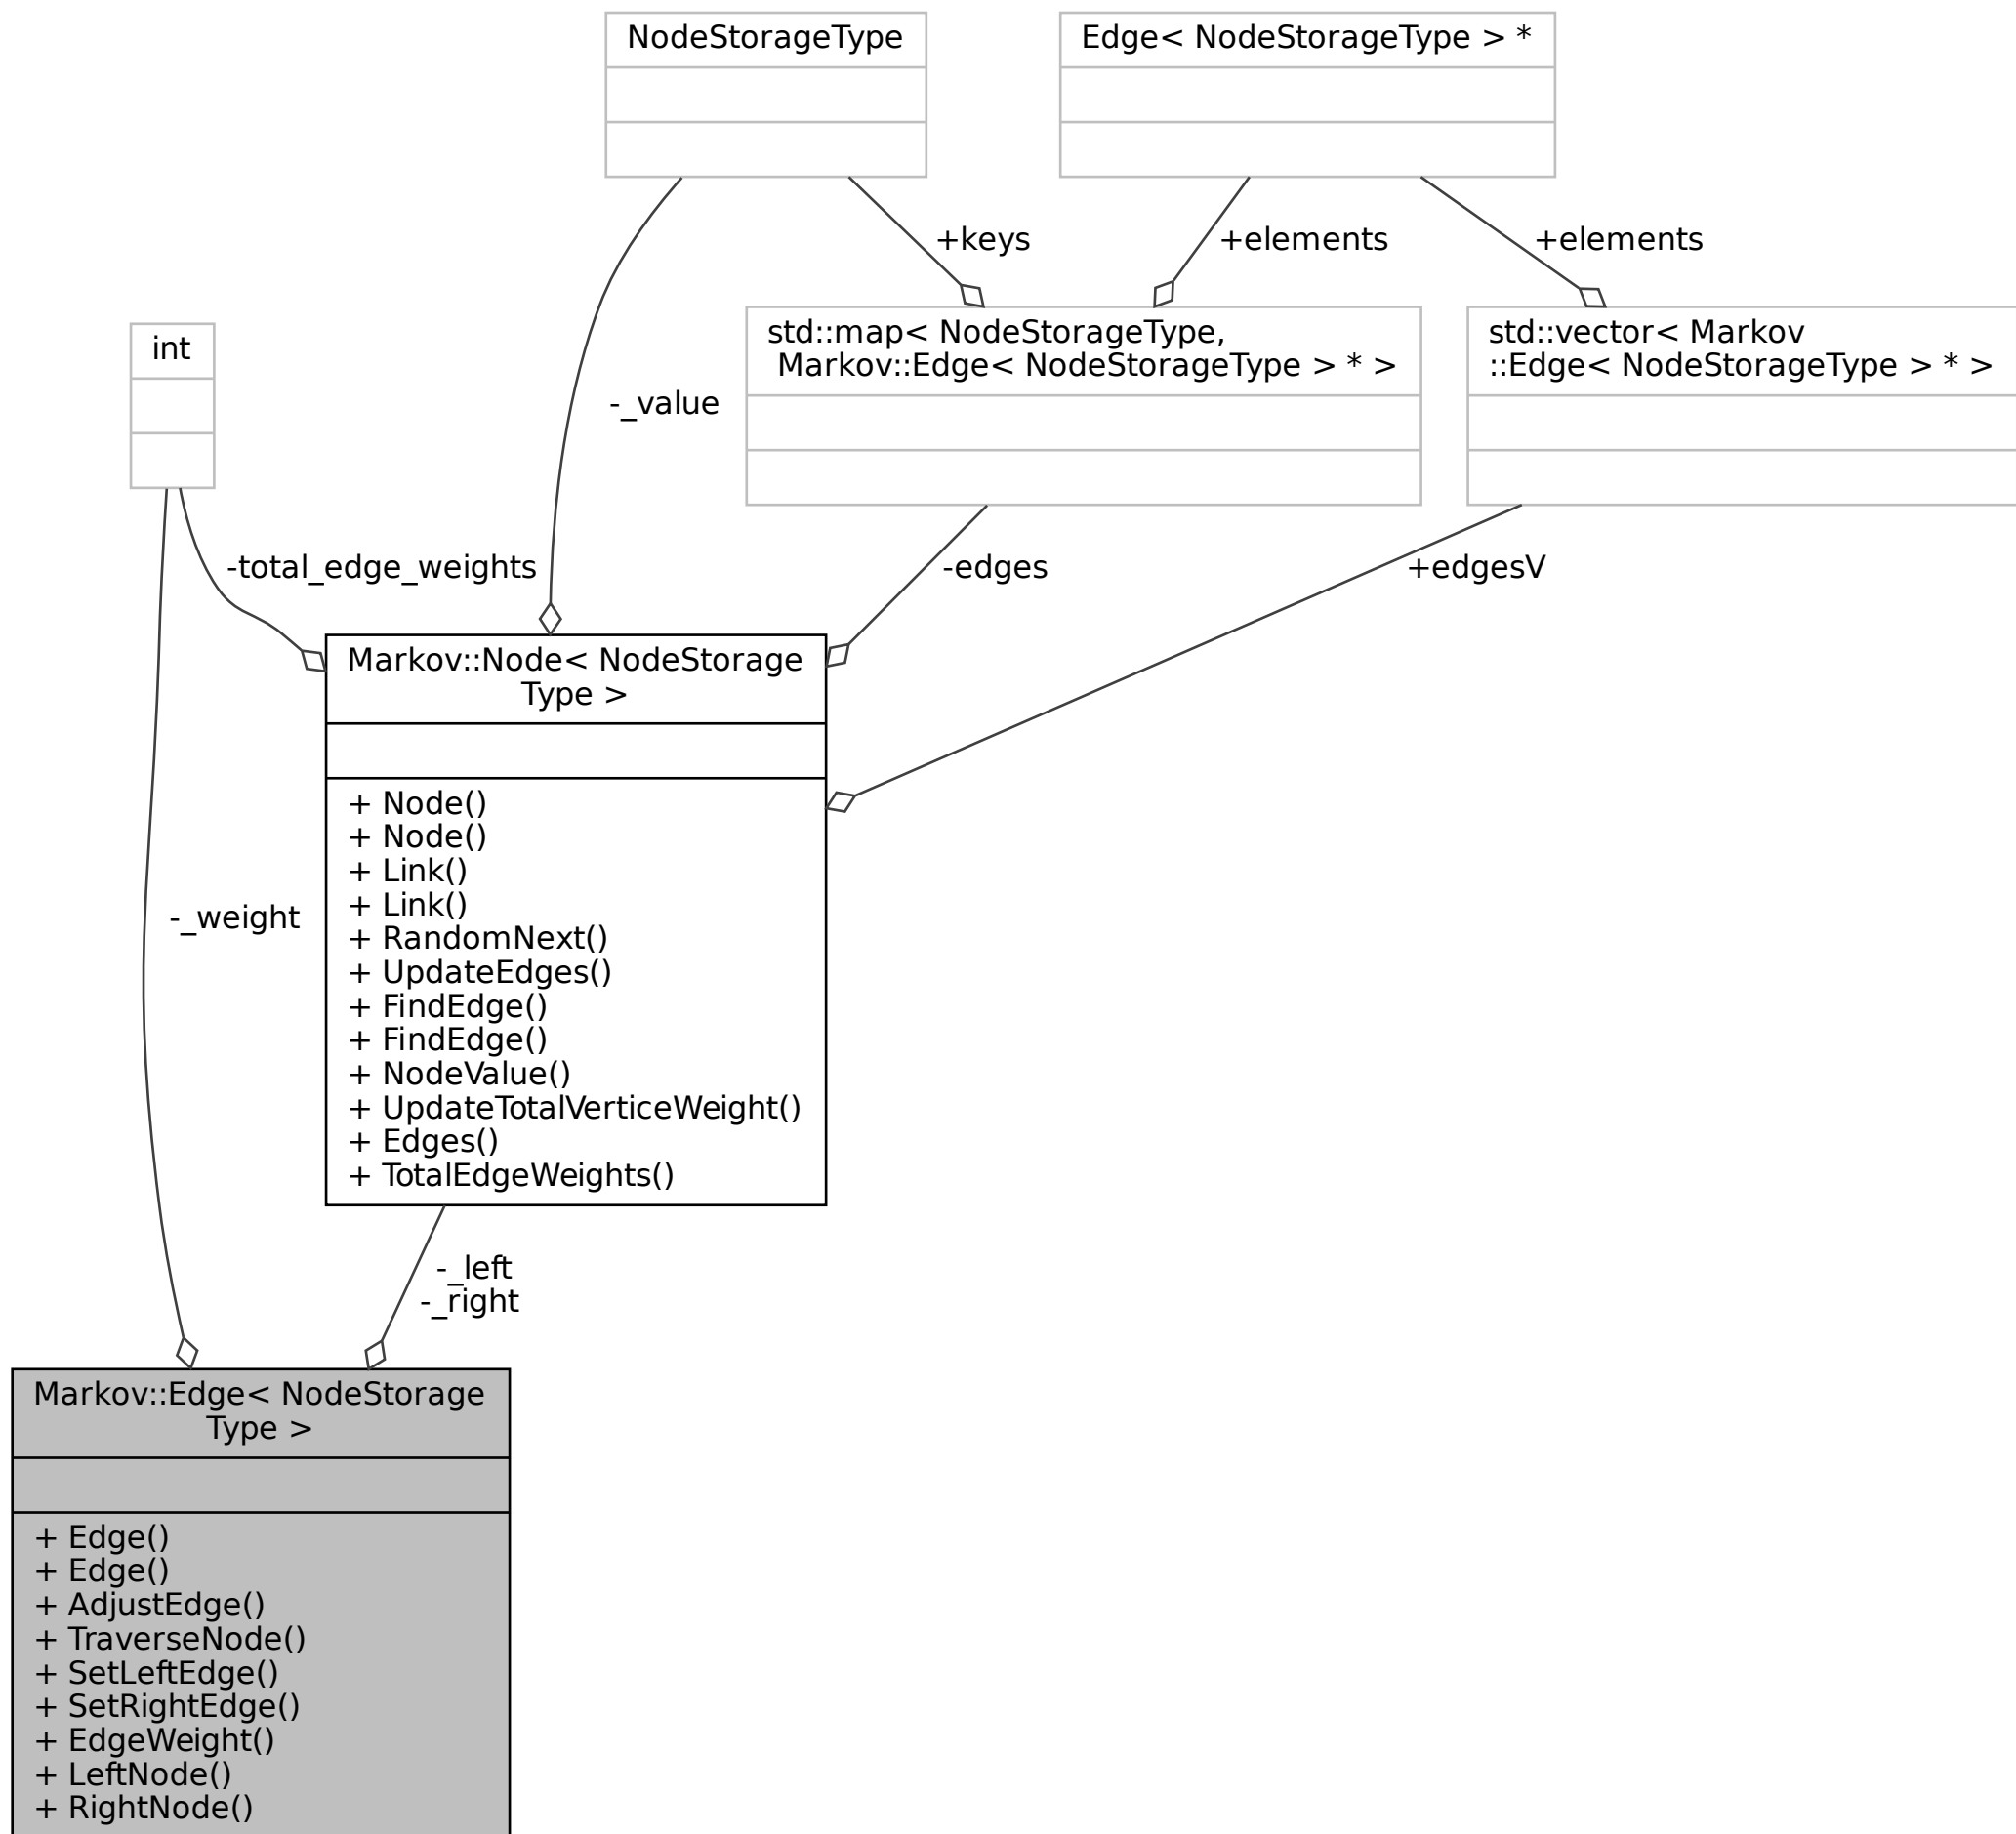 NodeStorageType
Edge< NodeStorageType > *
+keys
+elements
+elements
int
std::map< NodeStorageType,
Markov::Edge< NodeStorageType > * >
std::vector< Markov
::Edge< NodeStorageType > * >
-_value
-total_edge_weights
-edges
+edgesV
Markov::Node< NodeStorage
Type >
+ Node()
+ Node()
+ Link()
+ Link()
+ RandomNext()
+ UpdateEdges()
+ FindEdge()
+ FindEdge()
+ NodeValue()
+ UpdateTotalVerticeWeight()
+ Edges()
+ TotalEdgeWeights()
-_weight
-_left
-_right
Markov::Edge< NodeStorage
Type >
+ Edge()
+ Edge()
+ AdjustEdge()
+ TraverseNode()
+ SetLeftEdge()
+ SetRightEdge()
+ EdgeWeight()
+ LeftNode()
+ RightNode()